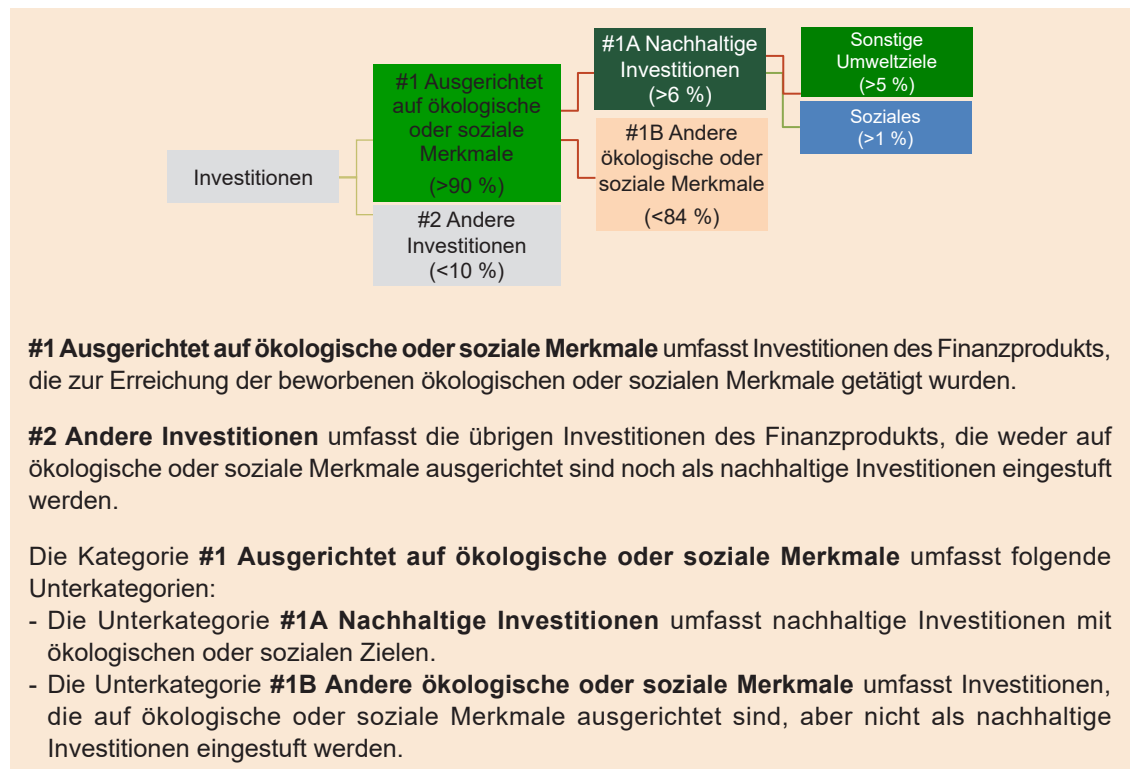 Investitionen
#1 Ausgerichtet
auf ökologische
oder soziale
Merkmale
(>90 %)
#2 Andere
Investitionen
(<10 %)
#1A Nachhaltige
Investitionen
(>6 %)
#1B Andere
ökologische oder
soziale Merkmale
(<84 %)
Sonstige
Umweltziele
(>5 %)
Soziales
(>1 %)
#1 Ausgerichtet auf ökologische oder soziale Merkmale umfasst Investitionen des Finanzprodukts,
die zur Erreichung der beworbenen ökologischen oder sozialen Merkmale getätigt wurden.
#2 Andere Investitionen umfasst die übrigen Investitionen des Finanzprodukts, die weder auf
ökologische oder soziale Merkmale ausgerichtet sind noch als nachhaltige Investitionen eingestuft
werden.
Die Kategorie #1 Ausgerichtet auf ökologische oder soziale Merkmale umfasst folgende
Unterkategorien:
- Die Unterkategorie #1A Nachhaltige Investitionen umfasst nachhaltige Investitionen mit
ökologischen oder sozialen Zielen.
- Die Unterkategorie #1B Andere ökologische oder soziale Merkmale umfasst Investitionen,
die auf ökologische oder soziale Merkmale ausgerichtet sind, aber nicht als nachhaltige
Investitionen eingestuft werden.